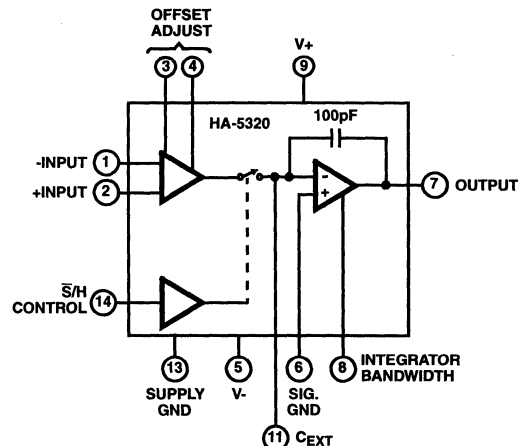 OFFSET
ADJUST
3 4
V+
9
HA-5320
100pF
-INPUT 1
+INPUT 2
-
+
7 OUTPUT
S̅/H
CONTROL 14
13
SUPPLY
GND
5
V-
6
SIG.
GND
8 INTEGRATOR
BANDWIDTH
11 CEXT